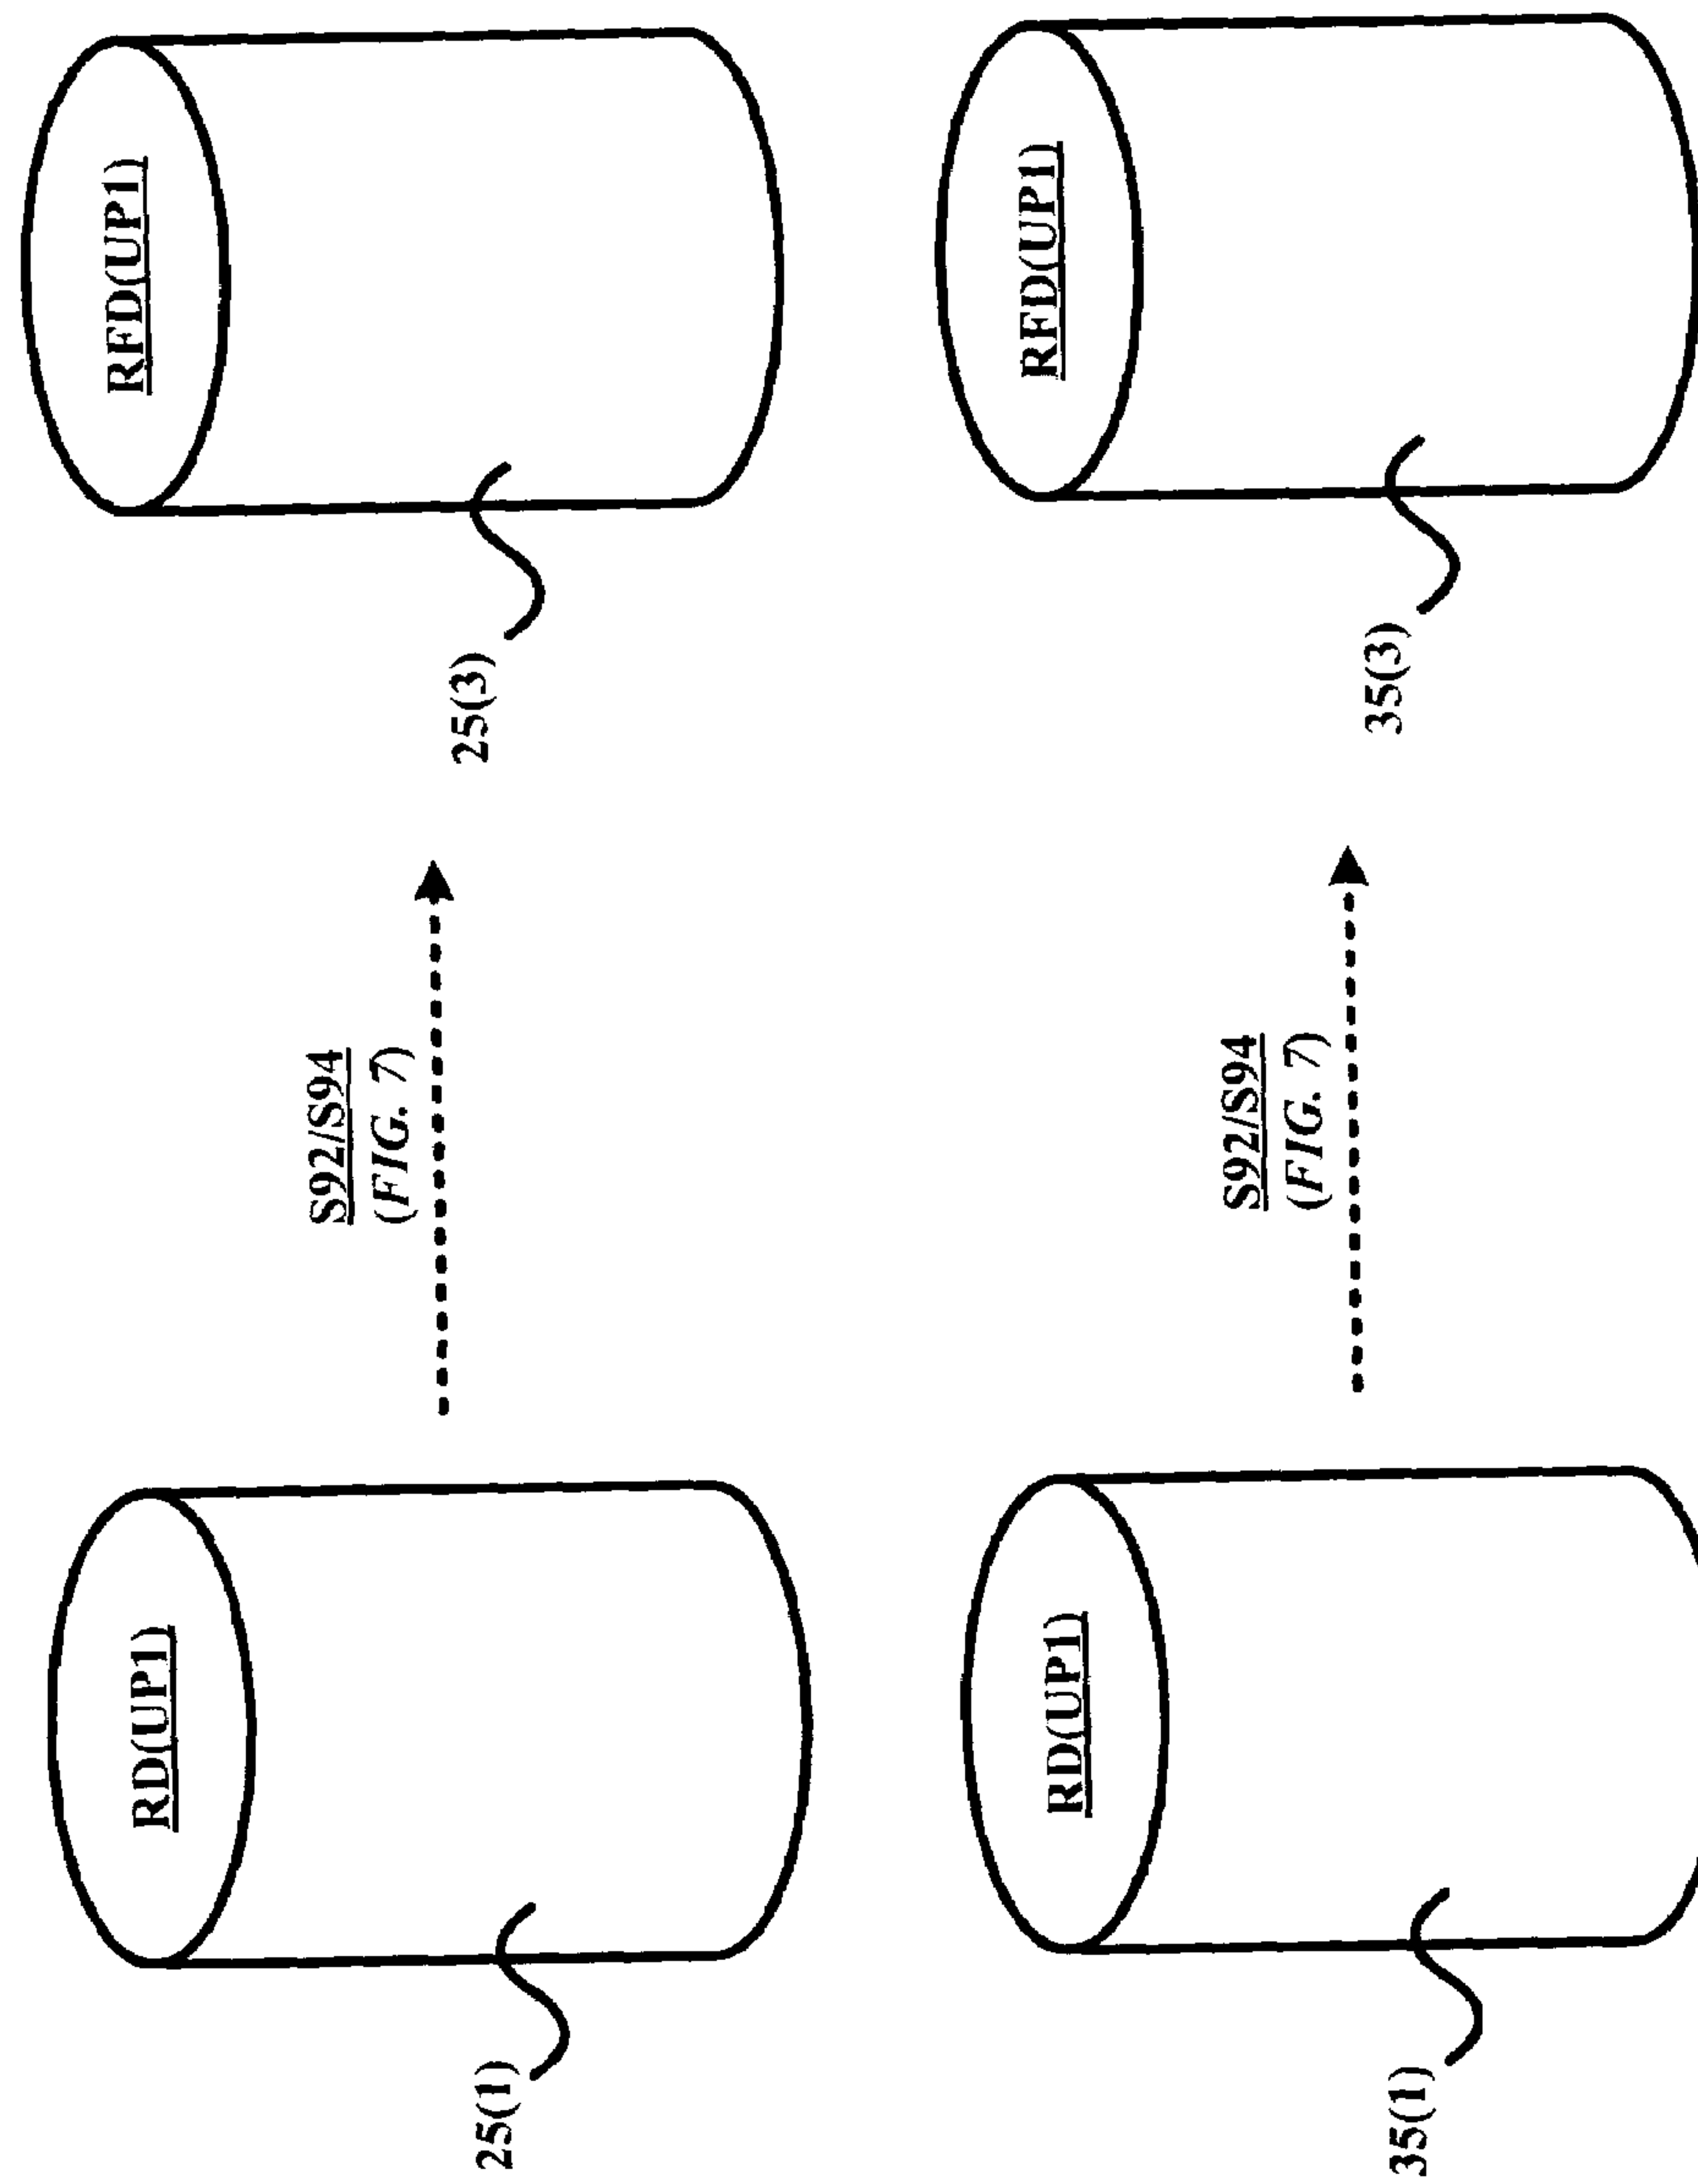 RD(UP1)
S92/S94
(FIG. 7)
RFD(UP1)
25(1)
25(3)
RD(UP1)
S92/S94
(FIG. 7)
RFD(UP1)
35(1)
35(3)